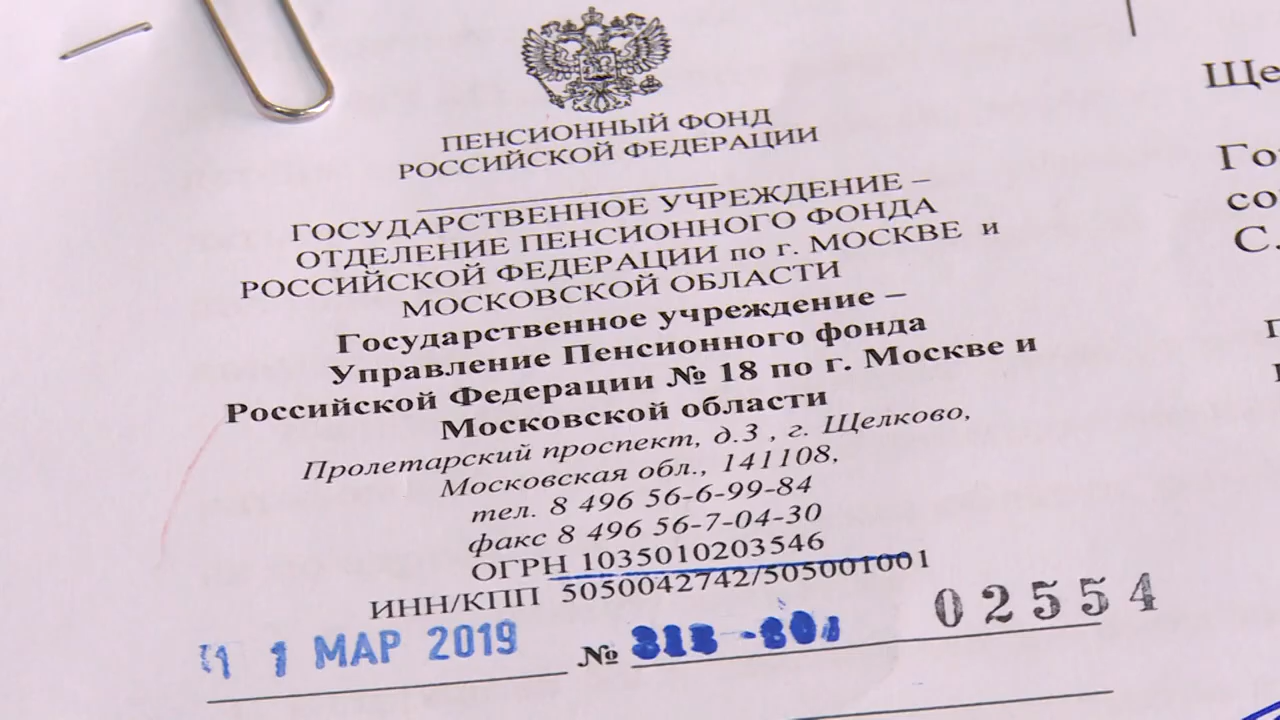 ПЕНСИОННЫЙ ФОНД
РОССИЙСКОЙ ФЕДЕРАЦИИ
ГОСУДАРСТВЕННОЕ УЧРЕЖДЕНИЕ –
ОТДЕЛЕНИЕ ПЕНСИОННОГО ФОНДА
РОССИЙСКОЙ ФЕДЕРАЦИИ по г. МОСКВЕ и
МОСКОВСКОЙ ОБЛАСТИ
Государственное учреждение –
Управление Пенсионного фонда
Российской Федерации № 18 по г. Москве и
Московской области
Пролетарский проспект, д.3 , г. Щелково,
Московская обл., 141108,
тел. 8 496 56-6-99-84
факс 8 496 56-7-04-30
ОГРН 1035010203546
ИНН/КПП 5050042742/505001001
МАР 2019 № 02554